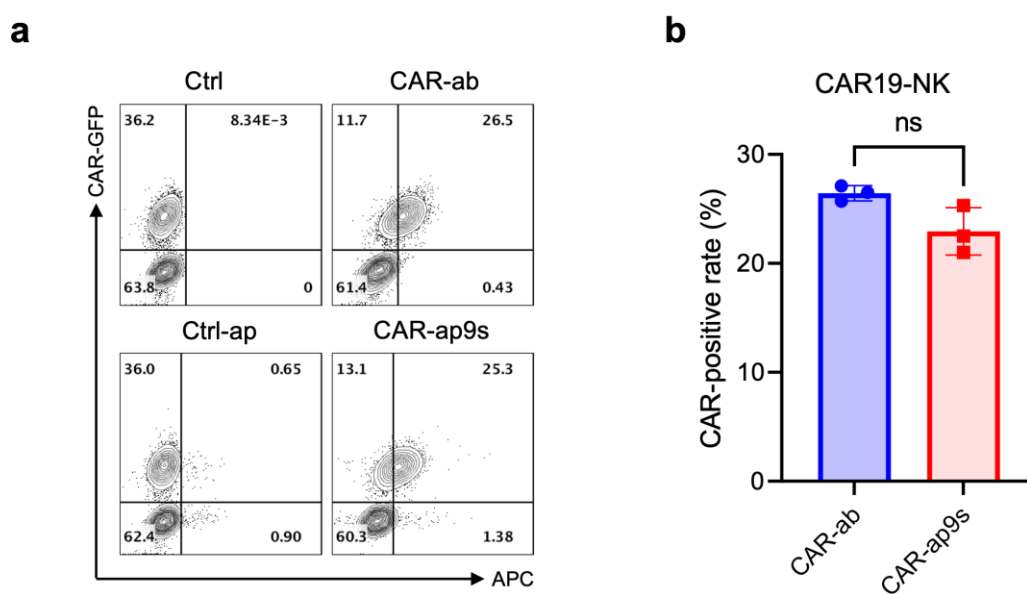 a
Ctrl
CAR-ab
36.2
8.34E-3
11.7
26.5
63.8
0
61.4
0.43
Ctrl-ap
CAR-ap9s
36.0
0.65
13.1
25.3
62.4
0.90
60.3
1.38
CAR-GFP
APC
b
CAR19-NK
ns
CAR-positive rate (%)
30
20
10
0
CAR-ab
CAR-ap9s